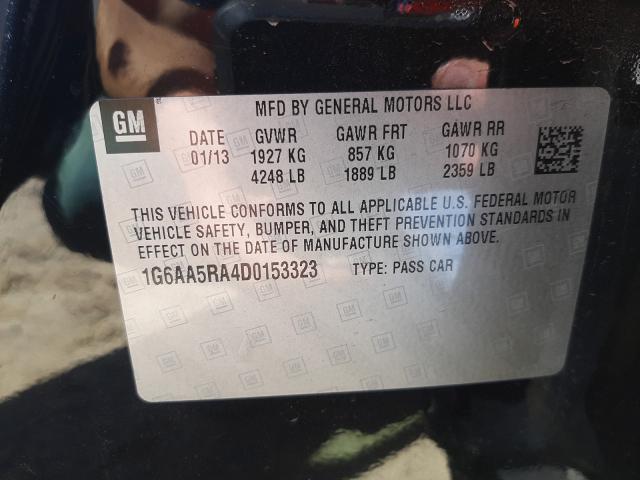 GM
MFD BY GENERAL MOTORS LLC
DATE GVWR GAWR FRT GAWR RR
01/13 1927 KG 857 KG 1070 KG
4248 LB 1889 LB 2359 LB
THIS VEHICLE CONFORMS TO ALL APPLICABLE U.S. FEDERAL MOTOR
VEHICLE SAFETY, BUMPER, AND THEFT PREVENTION STANDARDS IN
EFFECT ON THE DATE OF MANUFACTURE SHOWN ABOVE.
1G6AA5RA4D0153323 TYPE: PASS CAR